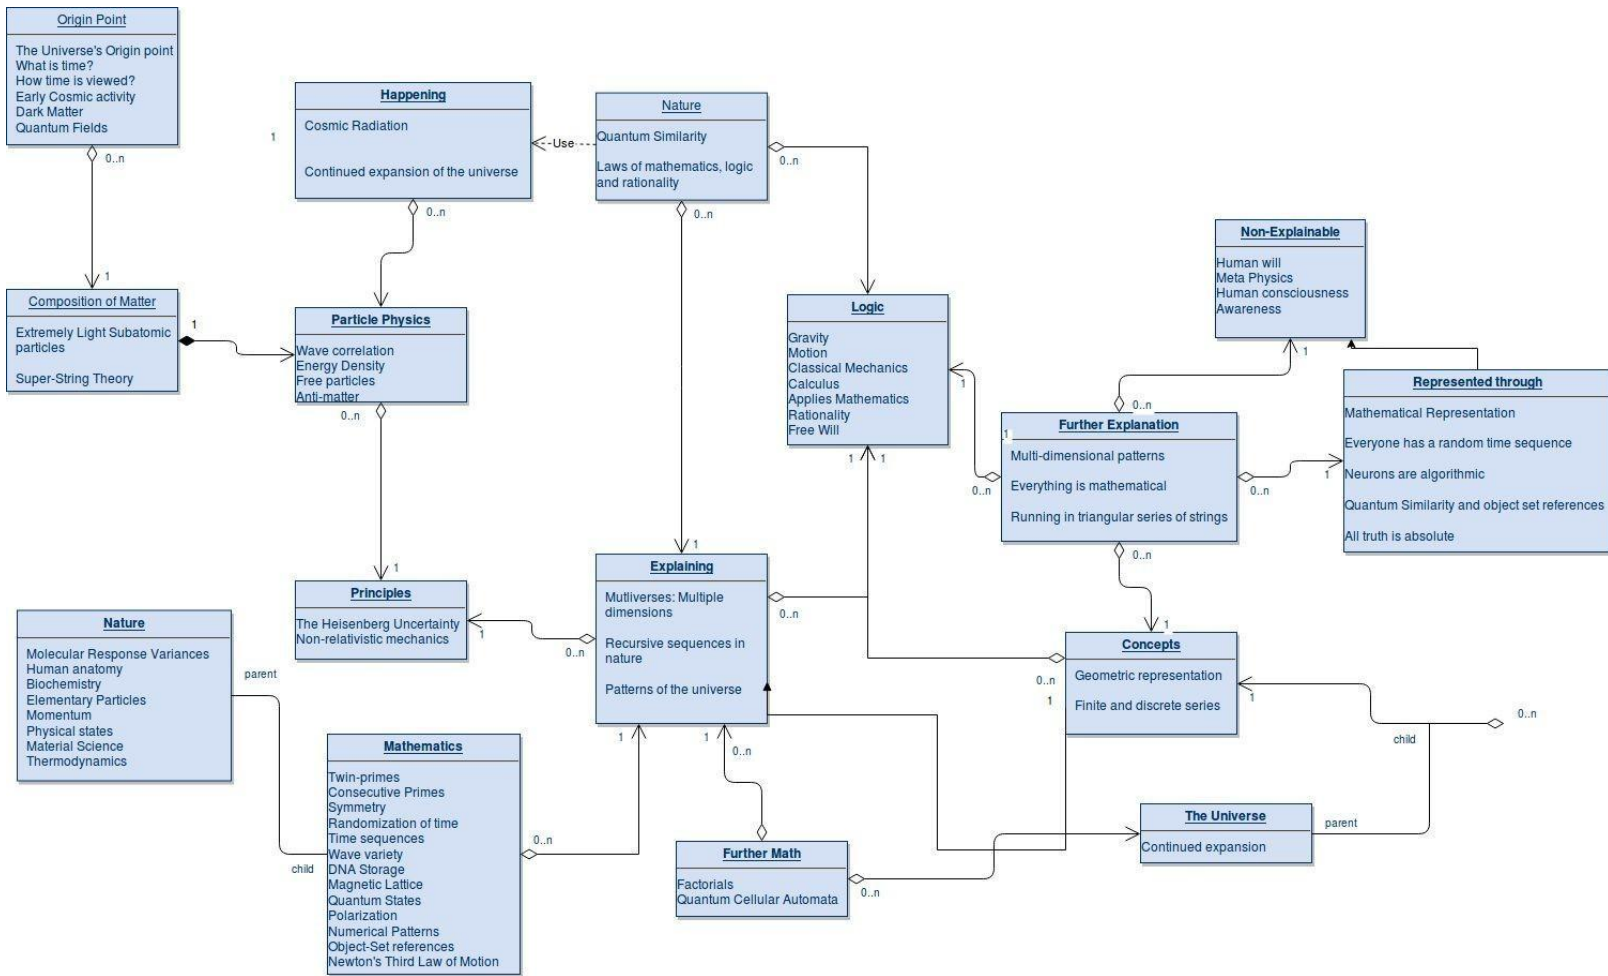 Origin Point
The Universe's Origin point
What is time?
How time is viewed?
Early Cosmic activity
Dark Matter
Quantum Fields
0..n
1
Composition of Matter
Extremely Light Subatomic
particles
Super-String Theory
1
1
Happening
Cosmic Radiation
Continued expansion of the universe
0..n
Use
Nature
Quantum Similarity
Laws of mathematics, logic
and rationality
0..n
0..n
Particle Physics
Wave correlation
Energy Density
Free particles
Anti-matter
0..n
1
Principles
The Heisenberg Uncertainty
Non-relativistic mechanics
1
0..n
Logic
Gravity
Motion
Classical Mechanics
Calculus
Applies Mathematics
Rationality
Free Will
1
1
1
Non-Explainable
Human will
Meta Physics
Human consciousness
Awareness
1
0..n
Further Explanation
1
Multi-dimensional patterns
Everything is mathematical
Running in triangular series of strings
0..n
0..n
1
0..n
Represented through
Mathematical Representation
Everyone has a random time sequence
Neurons are algorithmic
Quantum Similarity and object set references
All truth is absolute
1
Explaining
Mutliverses: Multiple
dimensions
Recursive sequences in
nature
Patterns of the universe
0..n
1
1
0..n
1
Concepts
Geometric representation
Finite and discrete series
0..n
1
1
0..n
child
Nature
Molecular Response Variances
Human anatomy
Biochemistry
Elementary Particles
Momentum
Physical states
Material Science
Thermodynamics
parent
child
Mathematics
Twin-primes
Consecutive Primes
Symmetry
Randomization of time
Time sequences
Wave variety
DNA Storage
Magnetic Lattice
Quantum States
Polarization
Numerical Patterns
Object-Set references
Newton's Third Law of Motion
0..n
Further Math
Factorials
Quantum Cellular Automata
0..n
The Universe
Continued expansion
parent